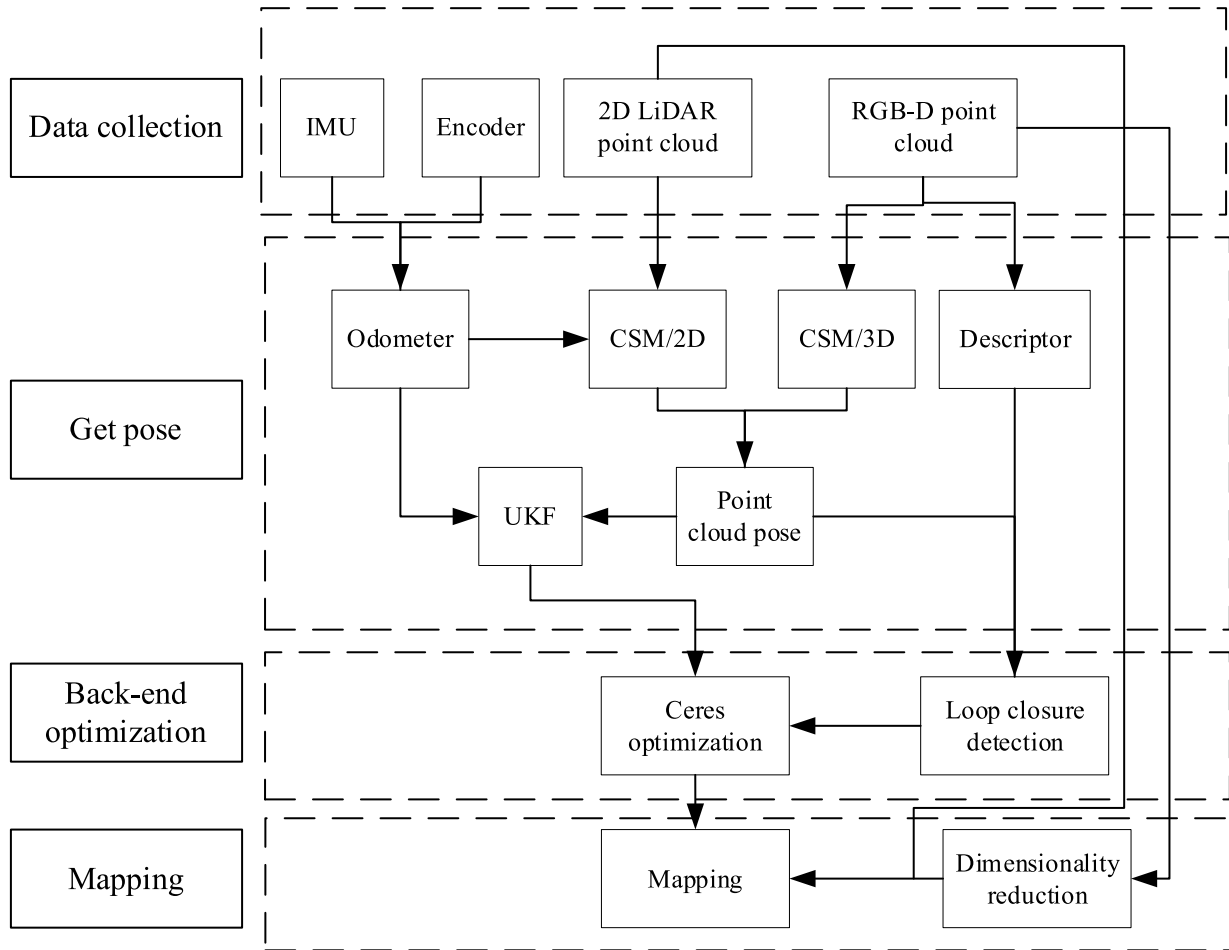 Data collection
IMU
Encoder
2D LiDAR
point cloud
RGB-D point
cloud
Get pose
Odometer
CSM/2D
CSM/3D
Descriptor
UKF
Point
cloud pose
Back-end
optimization
Ceres
optimization
Loop closure
detection
Mapping
Mapping
Dimensionality
reduction